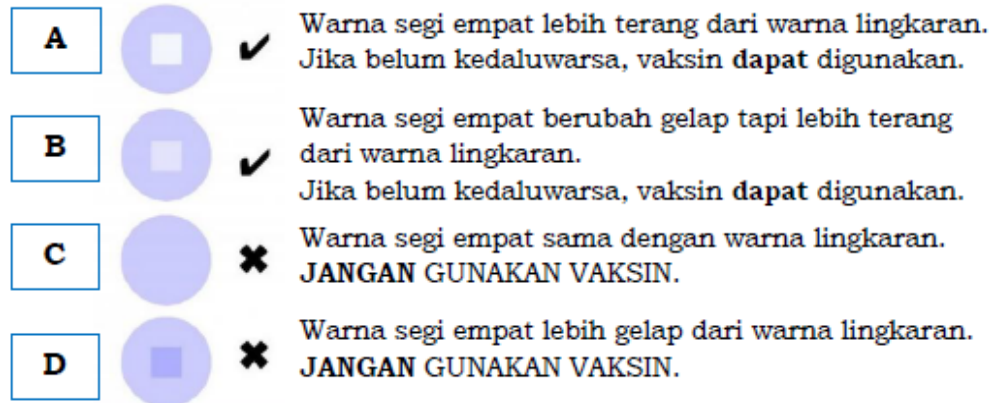 A
Warna segi empat lebih terang dari warna lingkaran.
Jika belum kedaluwarsa, vaksin dapat digunakan.
B
Warna segi empat berubah gelap tapi lebih terang
dari warna lingkaran.
Jika belum kedaluwarsa, vaksin dapat digunakan.
C
Warna segi empat sama dengan warna lingkaran.
JANGAN GUNAKAN VAKSIN.
D
Warna segi empat lebih gelap dari warna lingkaran.
JANGAN GUNAKAN VAKSIN.